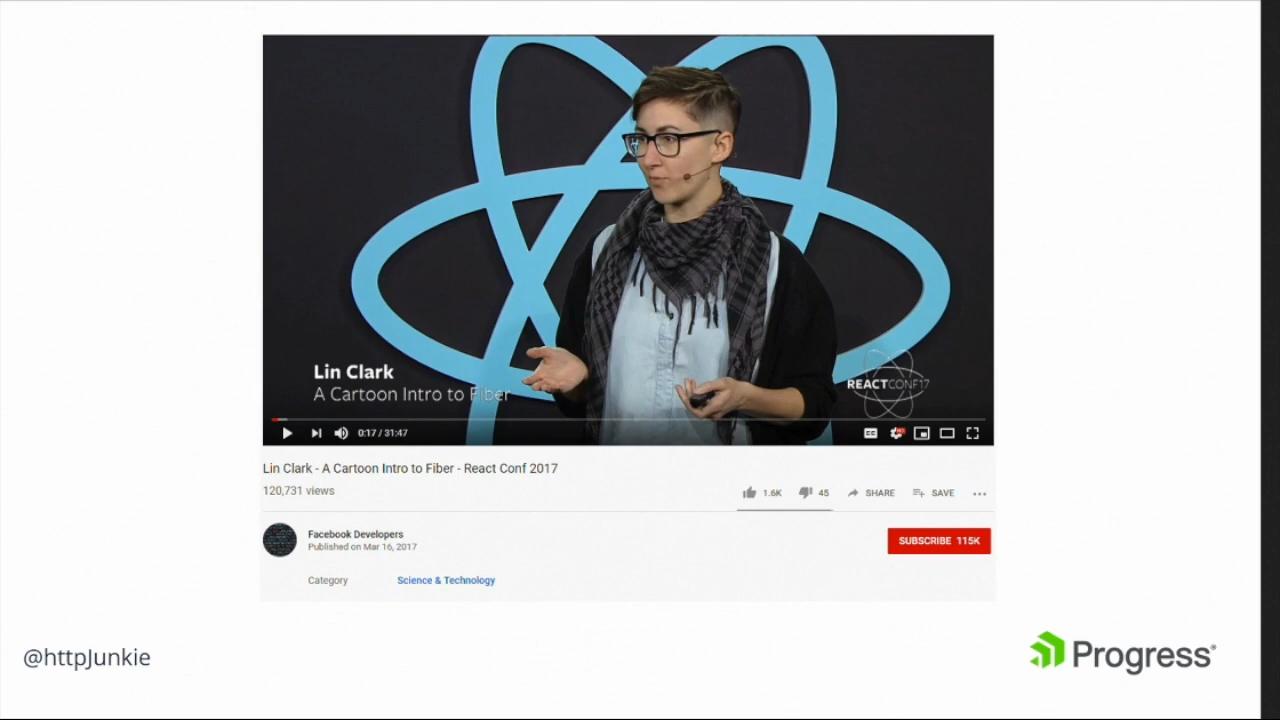 Lin Clark
A Cartoon Intro to Fiber
REACTCONF17
0:17 / 31:47
CC
HD
Lin Clark - A Cartoon Intro to Fiber - React Conf 2017
120,731 views
1.6K 45 SHARE SAVE
Facebook Developers
Published on Mar 16, 2017
SUBSCRIBE 115K
Category Science & Technology
@httpJunkie
Progress®